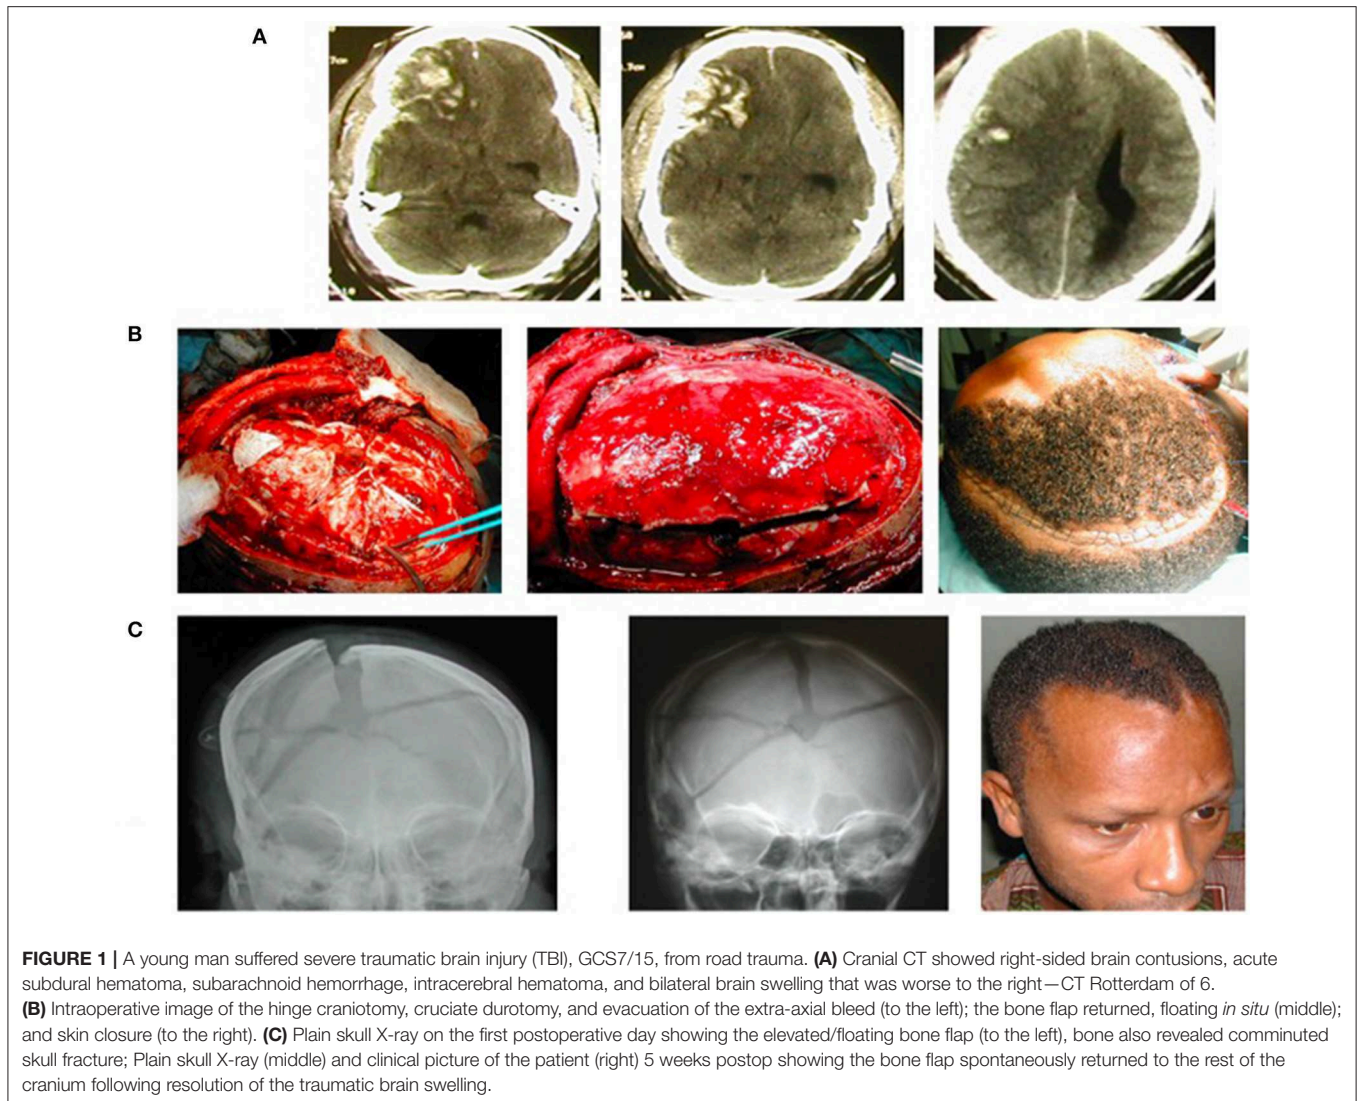 A
B
C
FIGURE 1 | A young man suffered severe traumatic brain injury (TBI), GCS7/15, from road trauma. (A) Cranial CT showed right-sided brain contusions, acute
subdural hematoma, subarachnoid hemorrhage, intracerebral hematoma, and bilateral brain swelling that was worse to the right—CT Rotterdam of 6.
(B) Intraoperative image of the hinge craniotomy, cruciate durotomy, and evacuation of the extra-axial bleed (to the left); the bone flap returned, floating in situ (middle);
and skin closure (to the right). (C) Plain skull X-ray on the first postoperative day showing the elevated/floating bone flap (to the left), bone also revealed comminuted
skull fracture; Plain skull X-ray (middle) and clinical picture of the patient (right) 5 weeks postop showing the bone flap spontaneously returned to the rest of the
cranium following resolution of the traumatic brain swelling.